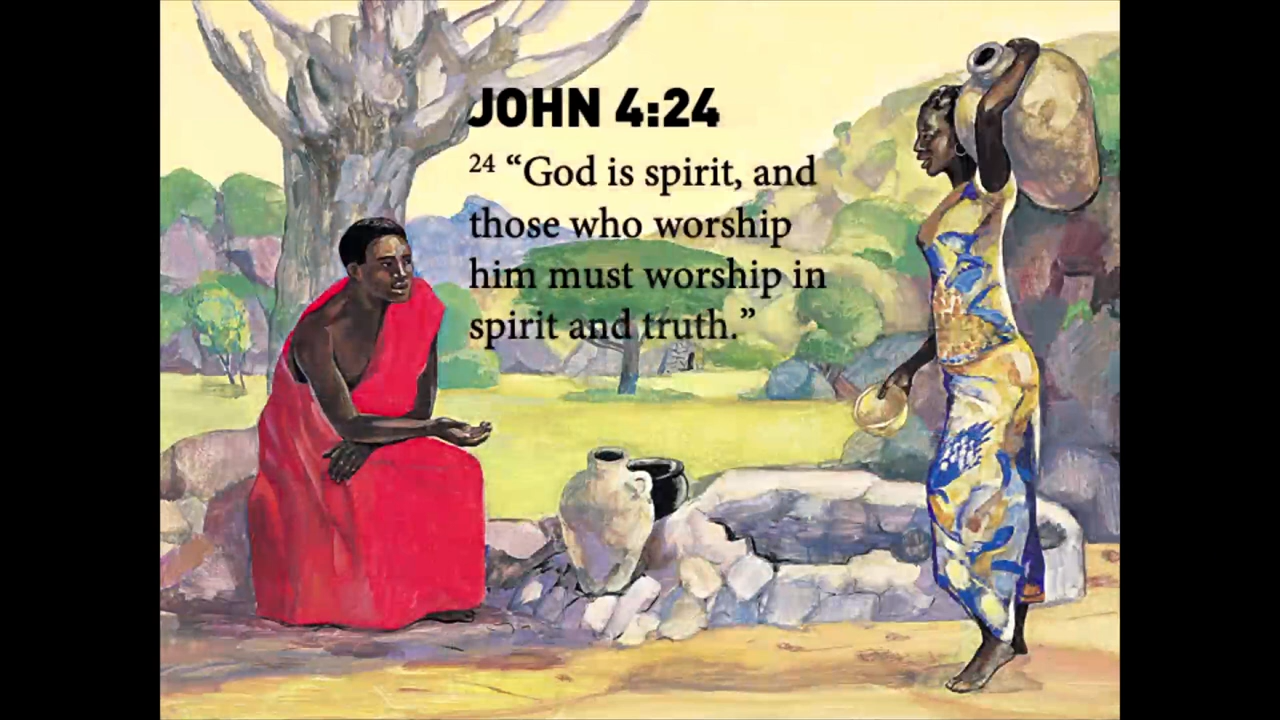 JOHN 4:24
24 “God is spirit, and
those who worship
him must worship in
spirit and truth.”